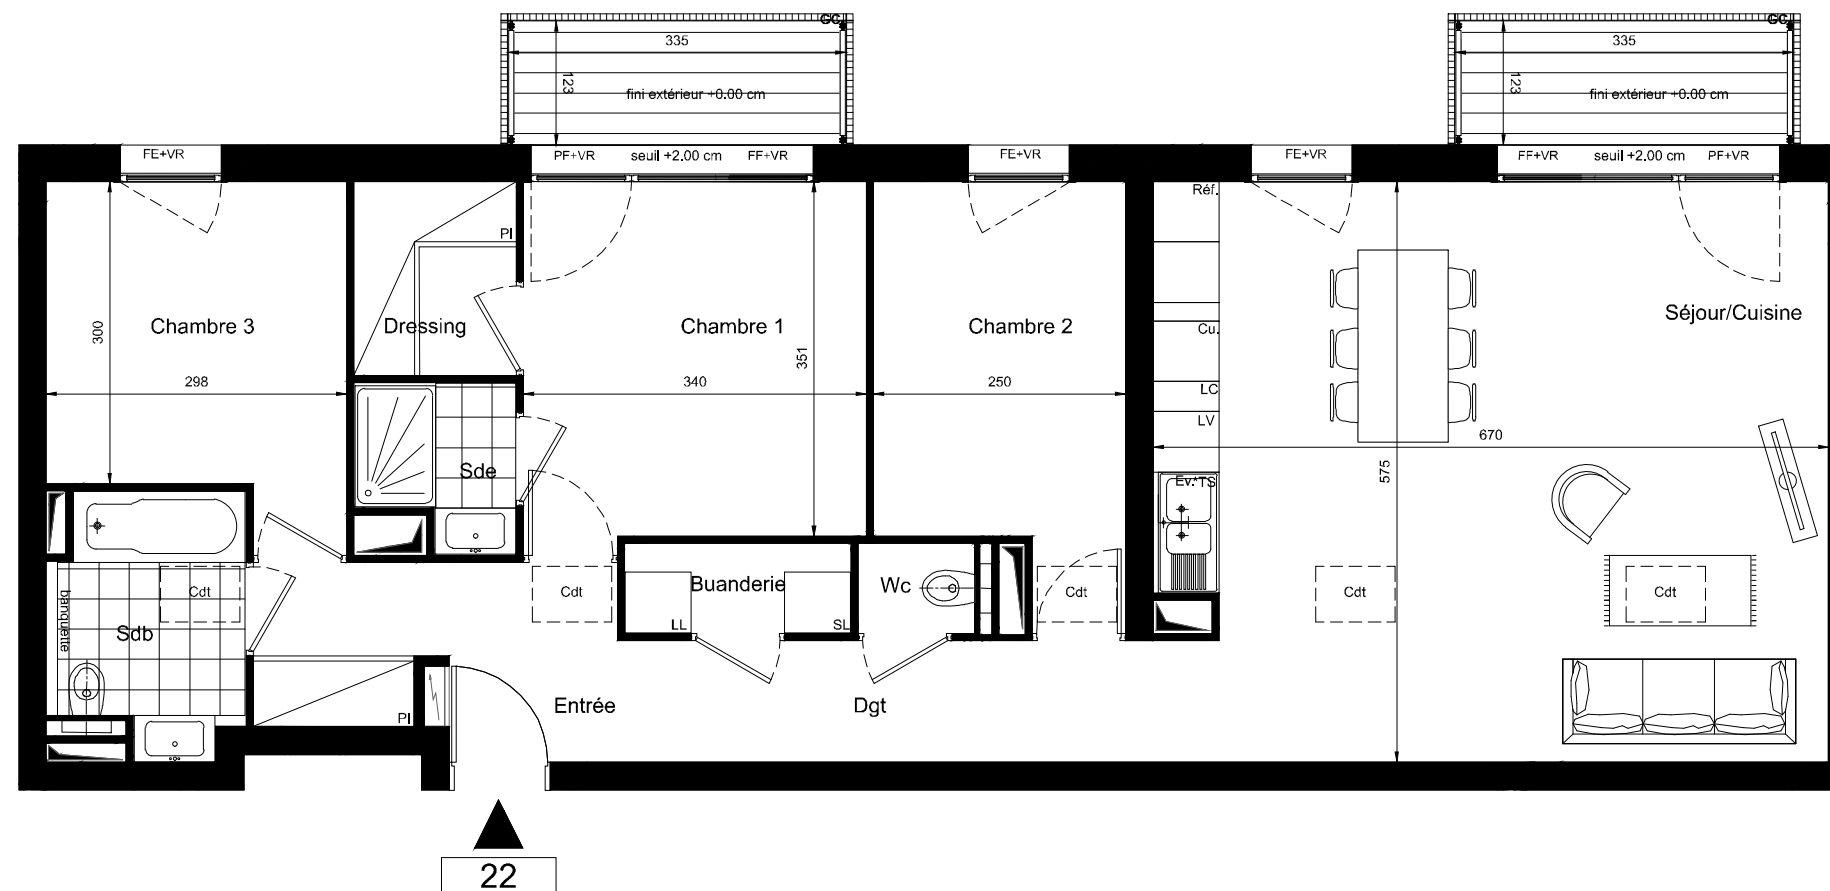 GC
GC
335
335
123
123
fini extérieur +0.00 cm
fini extérieur +0.00 cm
FE+VR
PF+VR
seuil +2.00 cm
FF+VR
FE+VR
FE+VR
FF+VR
seuil +2.00 cm
PF+VR
Réf.
Pl
300
Chambre 3
Dressing
Chambre 1
351
Chambre 2
Cu.
Séjour/Cuisine
298
340
250
LC
LV
670
575
Sde
Ev.*TS
banquette
Cdt
Sdb
Cdt
Buanderie
LL
SL
Wc
Cdt
Cdt
Cdt
Pl
Entrée
Dgt
22